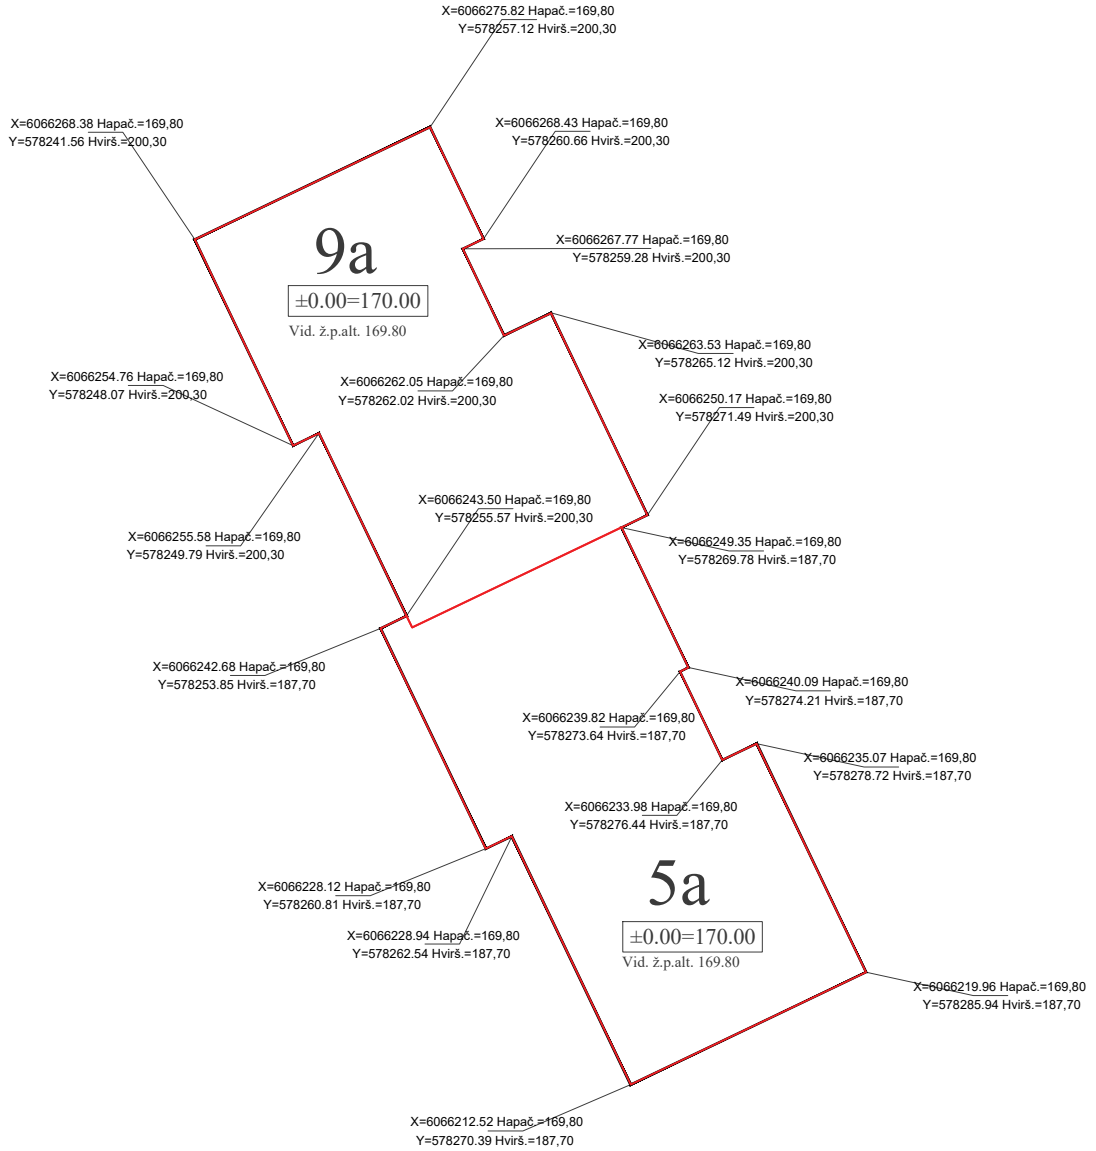 X=6066275.82 Hapač.=169,80
Y=578257.12 Hvirš.=200,30
X=6066268.38 Hapač.=169,80
Y=578241.56 Hvirš.=200,30
X=6066268.43 Hapač.=169,80
Y=578260.66 Hvirš.=200,30
X=6066267.77 Hapač.=169,80
Y=578259.28 Hvirš.=200,30
9a
±0.00=170.00
Vid. ž.p.alt. 169.80
X=6066263.53 Hapač.=169,80
Y=578265.12 Hvirš.=200,30
X=6066254.76 Hapač.=169,80
Y=578248.07 Hvirš.=200,30
X=6066262.05 Hapač.=169,80
Y=578262.02 Hvirš.=200,30
X=6066250.17 Hapač.=169,80
Y=578271.49 Hvirš.=200,30
X=6066243.50 Hapač.=169,80
Y=578255.57 Hvirš.=200,30
X=6066255.58 Hapač.=169,80
Y=578249.79 Hvirš.=200,30
X=6066249.35 Hapač.=169,80
Y=578269.78 Hvirš.=187,70
X=6066242.68 Hapač.=169,80
Y=578253.85 Hvirš.=187,70
X=6066240.09 Hapač.=169,80
Y=578274.21 Hvirš.=187,70
X=6066239.82 Hapač.=169,80
Y=578273.64 Hvirš.=187,70
X=6066235.07 Hapač.=169,80
Y=578278.72 Hvirš.=187,70
X=6066233.98 Hapač.=169,80
Y=578276.44 Hvirš.=187,70
5a
±0.00=170.00
Vid. ž.p.alt. 169.80
X=6066228.12 Hapač.=169,80
Y=578260.81 Hvirš.=187,70
X=6066228.94 Hapač.=169,80
Y=578262.54 Hvirš.=187,70
X=6066219.96 Hapač.=169,80
Y=578285.94 Hvirš.=187,70
X=6066212.52 Hapač.=169,80
Y=578270.39 Hvirš.=187,70